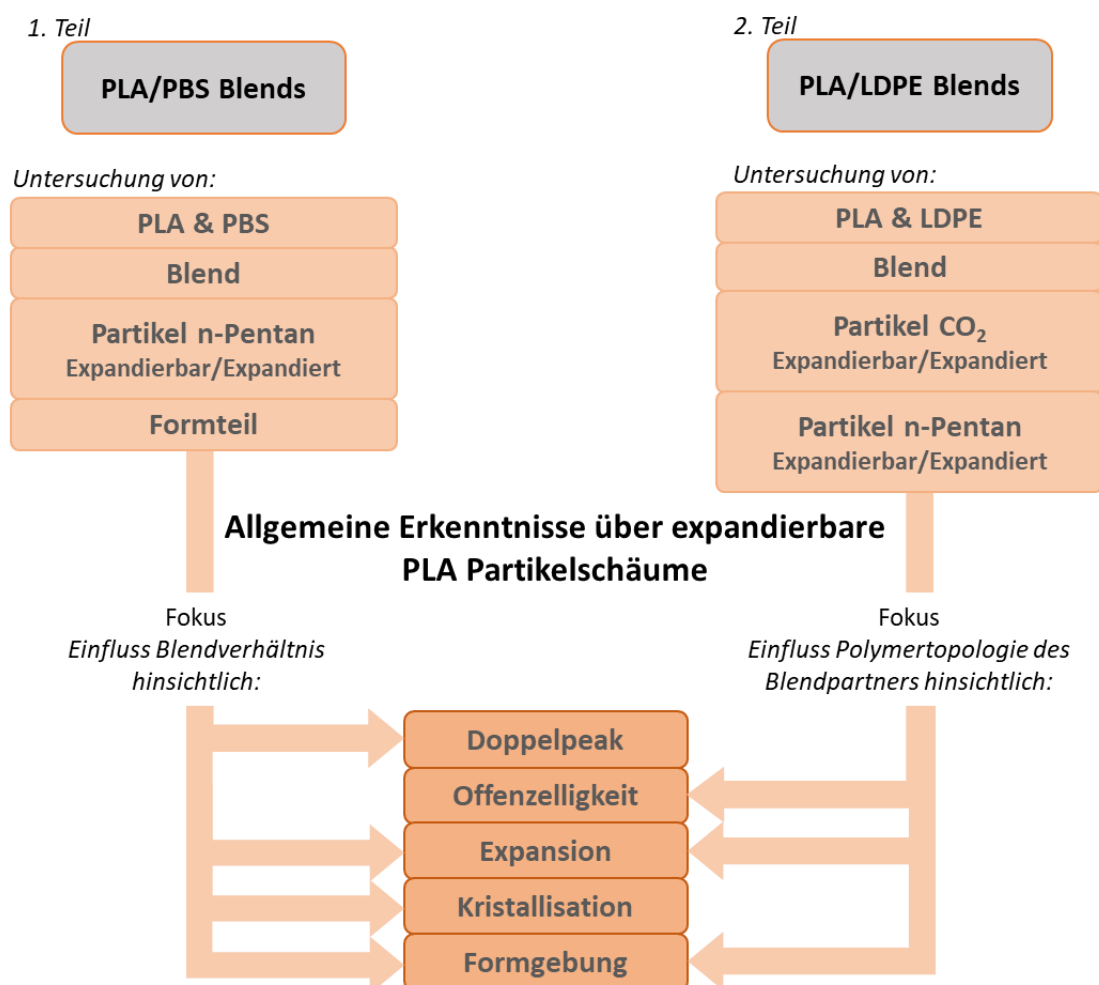 1. Teil
PLA/PBS Blends
Untersuchung von:
PLA & PBS
Blend
Partikel n-Pentan
Expandierbar/Expandiert
Formteil
2. Teil
PLA/LDPE Blends
Untersuchung von:
PLA & LDPE
Blend
Partikel CO₂
Expandierbar/Expandiert
Partikel n-Pentan
Expandierbar/Expandiert
Allgemeine Erkenntnisse über expandierbare
PLA Partikelschäume
Fokus
Einfluss Blendverhältnis
hinsichtlich:
Fokus
Einfluss Polymertopologie des
Blendpartners hinsichtlich:
Doppelpeak
Offenzelligkeit
Expansion
Kristallisation
Formgebung